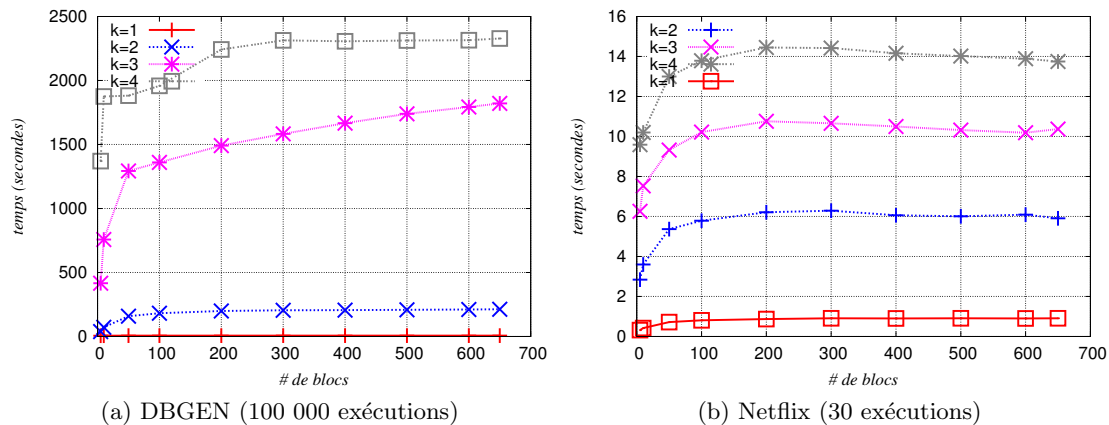 2500
2000
1500
1000
500
0
0 100 200 300 400 500 600 700
temps (secondes)
# de blocs
k=1
k=2
k=3
k=4
(a) DBGEN (100 000 exécutions)
16
14
12
10
8
6
4
2
0
0 100 200 300 400 500 600 700
temps (secondes)
# de blocs
k=2
k=3
k=4
k=1
(b) Netflix (30 exécutions)